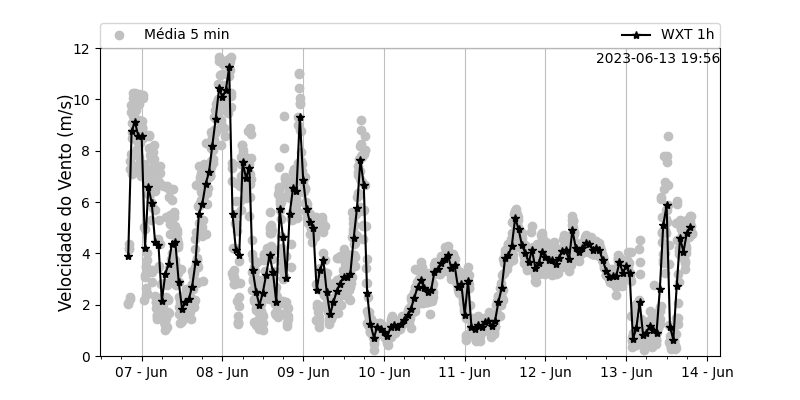 Média 5 min
WXT 1h
2023-06-13 19:56
Velocidade do Vento (m/s)
12
10
8
6
4
2
0
07 - Jun
08 - Jun
09 - Jun
10 - Jun
11 - Jun
12 - Jun
13 - Jun
14 - Jun